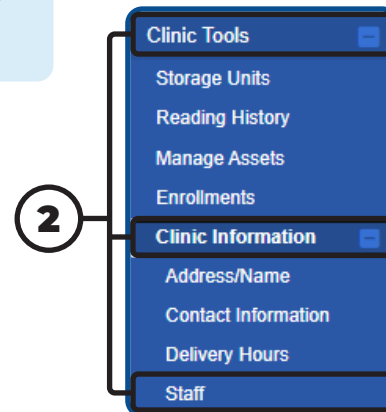 Clinic Tools
Storage Units
Reading History
Manage Assets
Enrollments
2
Clinic Information
Address/Name
Contact Information
Delivery Hours
Staff